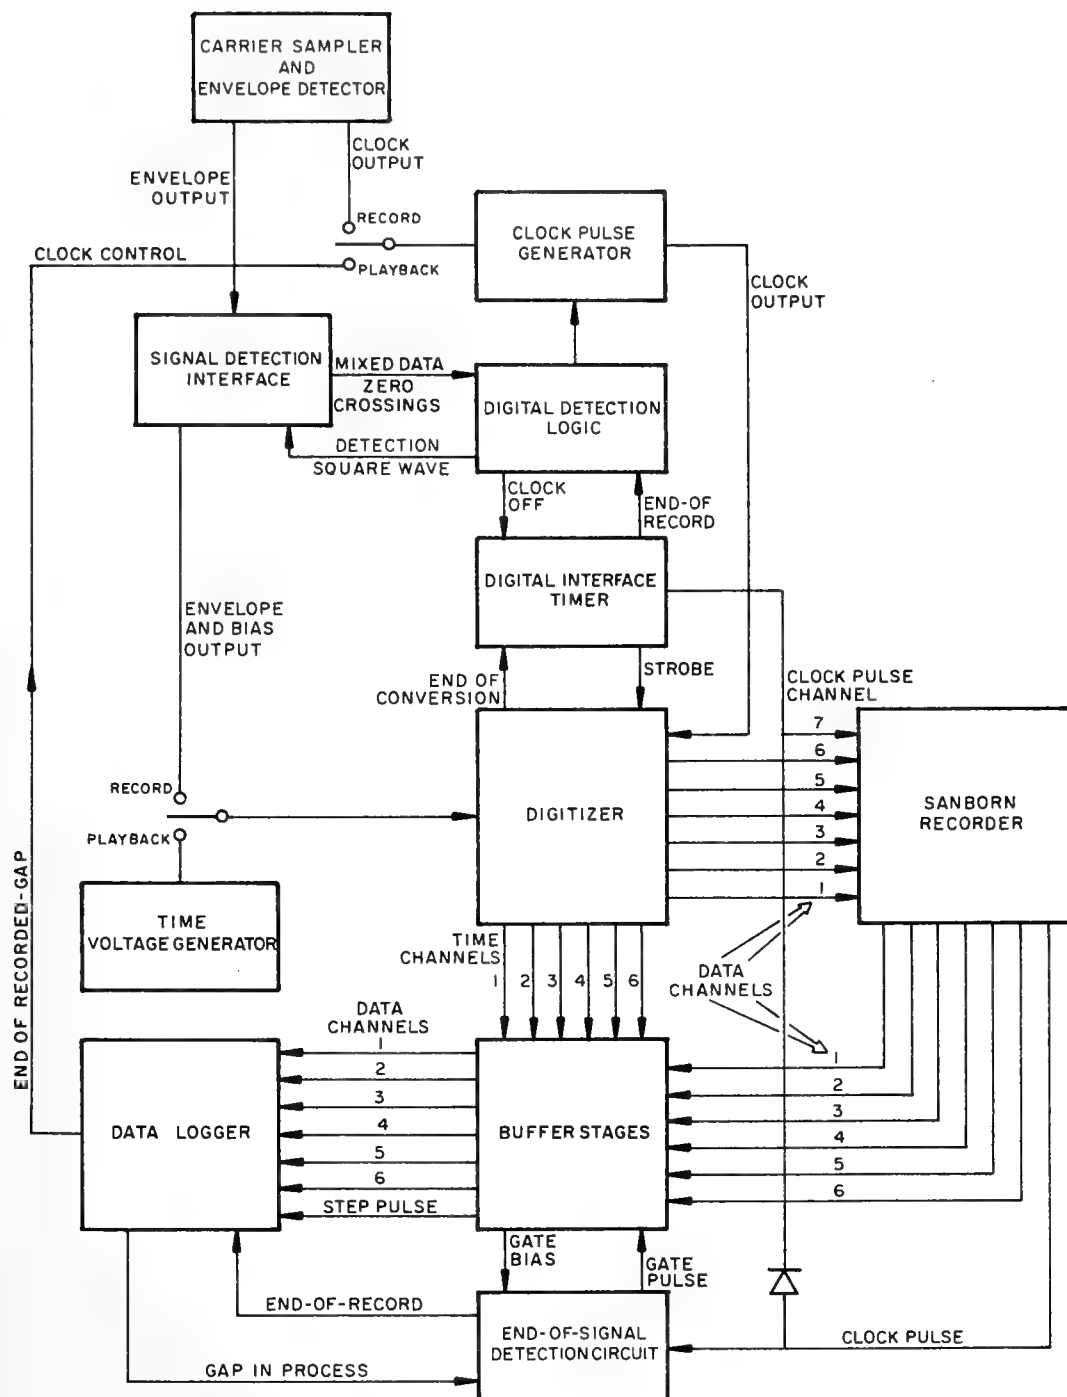 CARRIER SAMPLER
AND
ENVELOPE DETECTOR
CLOCK
OUTPUT
ENVELOPE
OUTPUT
RECORD
CLOCK CONTROL
PLAYBACK
CLOCK PULSE
GENERATOR
CLOCK
OUTPUT
SIGNAL DETECTION
INTERFACE
MIXED DATA
ZERO
CROSSINGS
DETECTION
SQUARE WAVE
DIGITAL DETECTION
LOGIC
CLOCK
OFF
END-OF
RECORD
DIGITAL INTERFACE
TIMER
ENVELOPE
AND BIAS
OUTPUT
END OF
CONVERSION
STROBE
CLOCK PULSE
CHANNEL
7
6
5
4
3
2
1
SANBORN
RECORDER
DIGITIZER
RECORD
PLAYBACK
TIME
VOLTAGE GENERATOR
END OF RECORDED-GAP
TIME
CHANNELS
1 2 3 4 5 6
DATA
CHANNELS
DATA
CHANNELS
1
2
3
4
5
6
STEP PULSE
DATA LOGGER
BUFFER STAGES
1
2
3
4
5
6
GATE
BIAS
GATE
PULSE
END-OF-RECORD
GAP IN PROCESS
END-OF-SIGNAL
DETECTION CIRCUIT
CLOCK PULSE